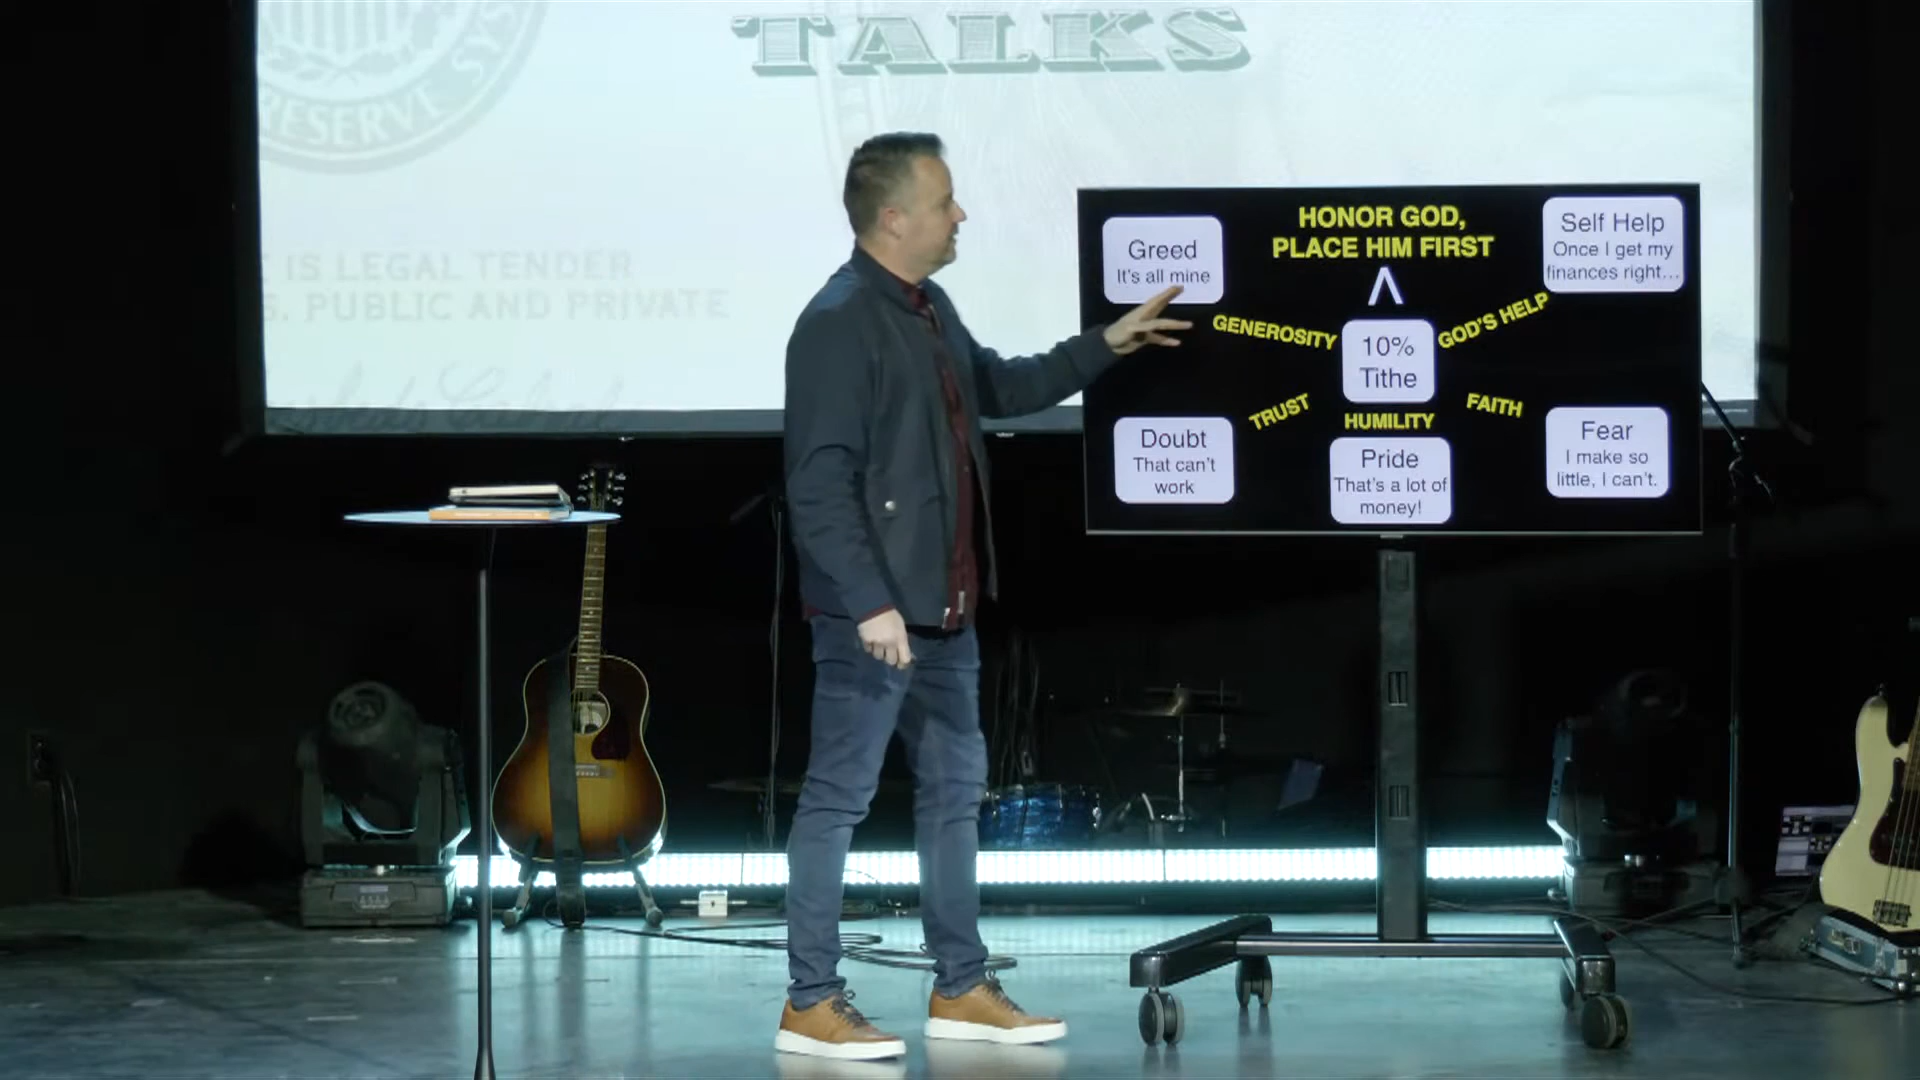 TALKS
RESERVE SYS
IS LEGAL TENDER
S. PUBLIC AND PRIVATE
HONOR GOD,
PLACE HIM FIRST
Greed
It's all mine
Self Help
Once I get my
finances right...
GENEROSITY
GOD'S HELP
10%
Tithe
TRUST
HUMILITY
FAITH
Doubt
That can't
work
Pride
That's a lot of
money!
Fear
I make so
little, I can't.